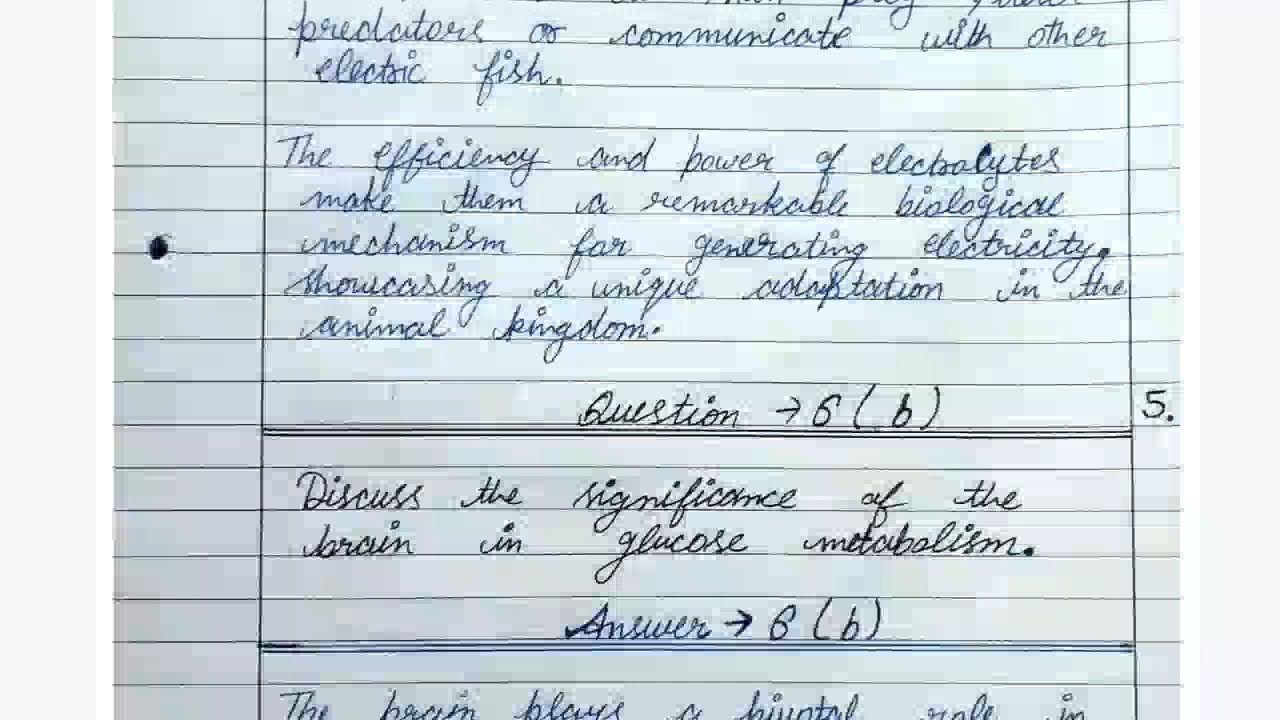 predators or communicate with other
electric fish.
The efficiency and power of electrolytes
make them a remarkable biological
mechanism for generating electricity,
showcasing a unique adaptation in the
animal kingdom.
Question → 6 (b)
5.
Discuss the significance of the
brain in glucose metabolism.
Answer → 6 (b)
The brain plays a pivotal role in